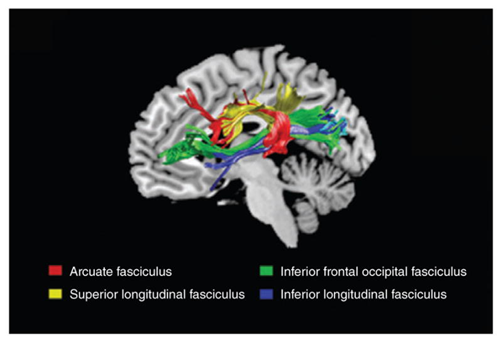 Arcuate fasciculus
Inferior frontal occipital fasciculus
Superior longitudinal fasciculus
Inferior longitudinal fasciculus